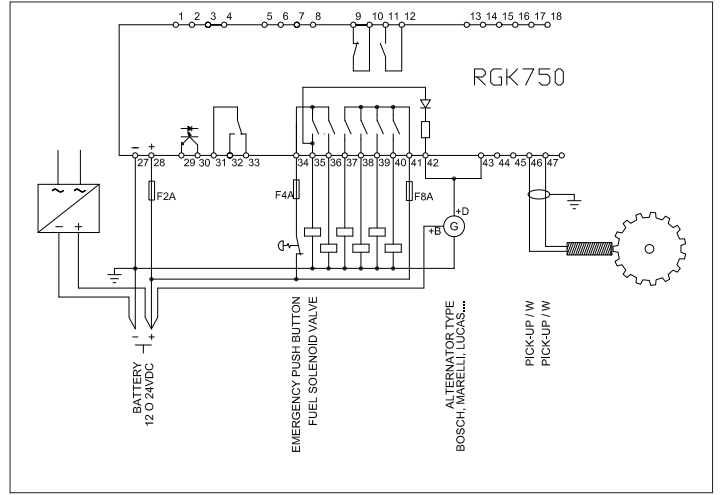 1 2 3 4 5 6 7 8 9 10 11 12 13 14 15 16 17 18
RGK750
− +
27 28 29 30 31 32 33 34 35 36 37 38 39 40 41 42 43 44 45 46 47
F2A
F4A
F8A
+D
+B
G
− +
− +
BATTERY
12 O 24VDC
EMERGENCY PUSH BUTTON
FUEL SOLENOID VALVE
ALTERNATOR TYPE
BOSCH, MARELLI, LUCAS....
PICK-UP / W
PICK-UP / W